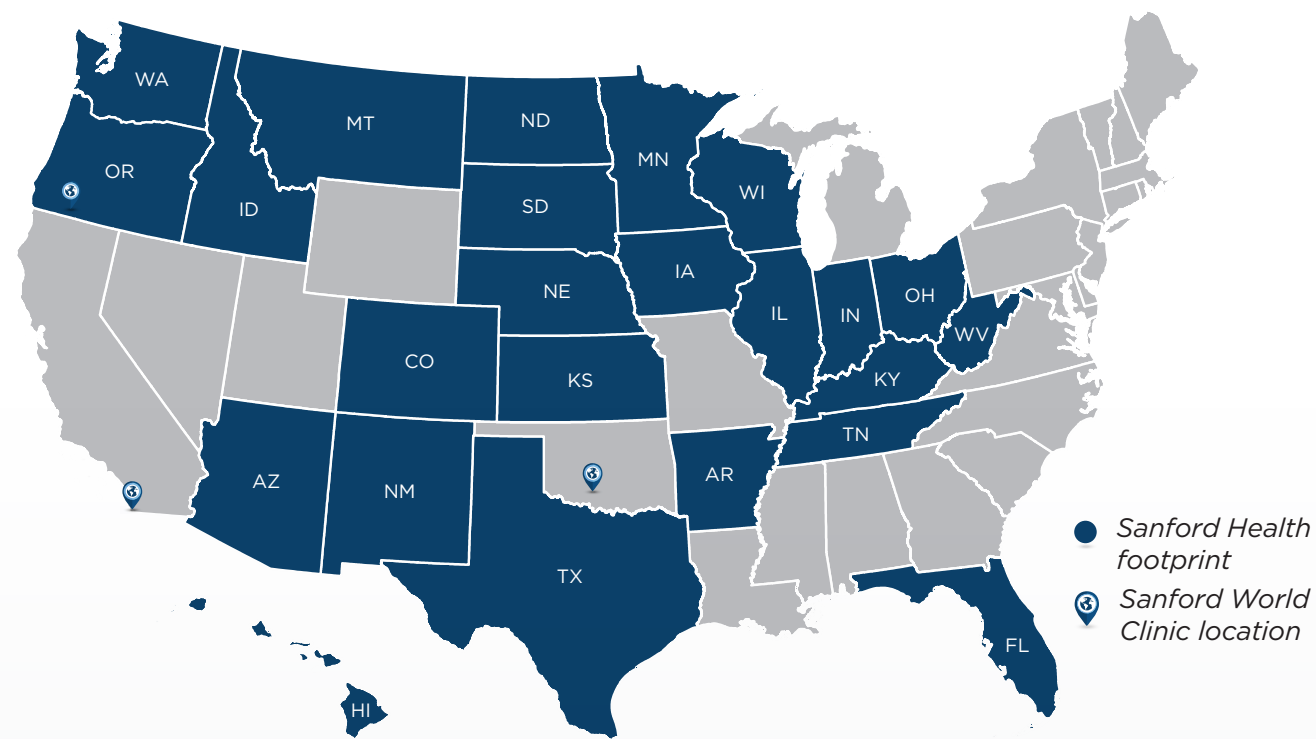 WA
MT
ND
MN
OR
ID
SD
WI
IA
NE
IL
IN
OH
WV
CO
KS
KY
TN
AZ
NM
AR
TX
Sanford Health
footprint
Sanford World
Clinic location
FL
HI